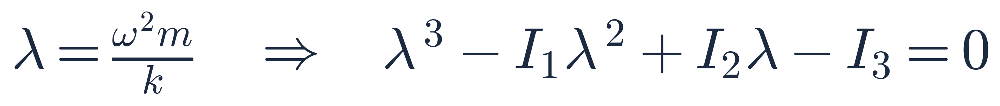 λ = ω²m/k ⇒ λ³ − I₁λ² + I₂λ − I₃ = 0